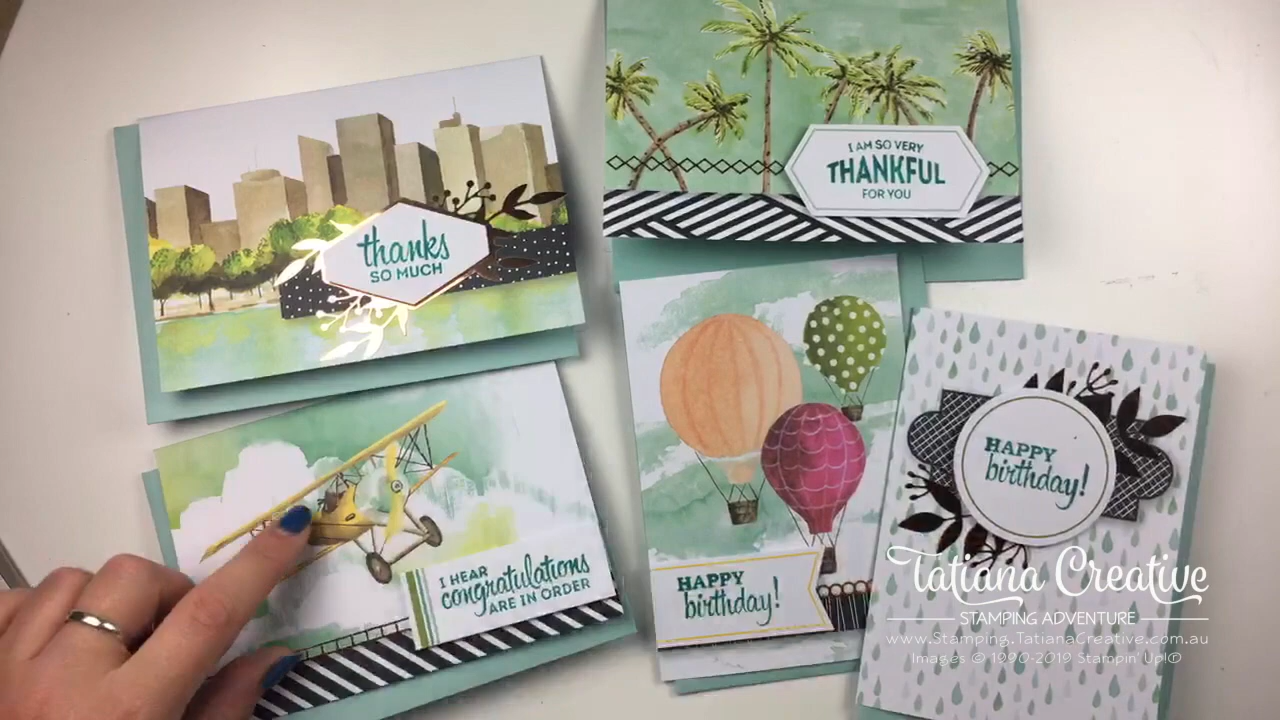 I AM SO VERY
THANKFUL
FOR YOU
thanks
SO MUCH
HAPPY
birthday!
I HEAR
congratulations
ARE IN ORDER
HAPPY
birthday!
Tatiana Creative
STAMPING ADVENTURE
www.Stamping.TatianaCreative.com.au
Images © 1990-2019 Stampin' Up!®